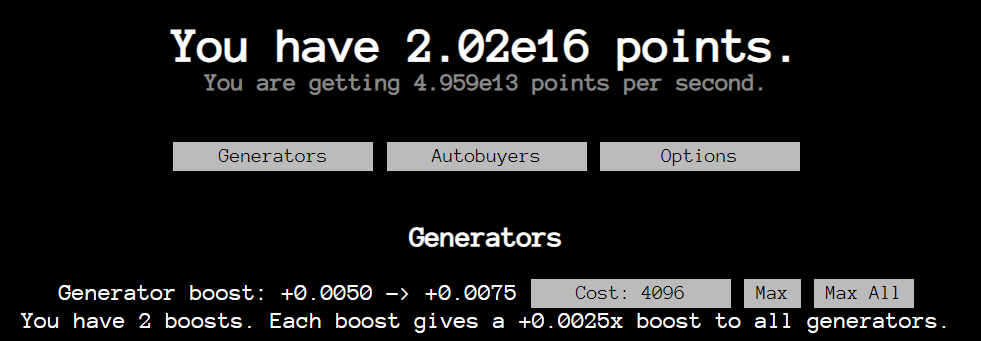 You have 2.02e16 points.
You are getting 4.959e13 points per second.
Generators Autobuyers Options
Generators
Generator boost: +0.0050 -> +0.0075 Cost: 4096 Max Max All
You have 2 boosts. Each boost gives a +0.0025x boost to all generators.